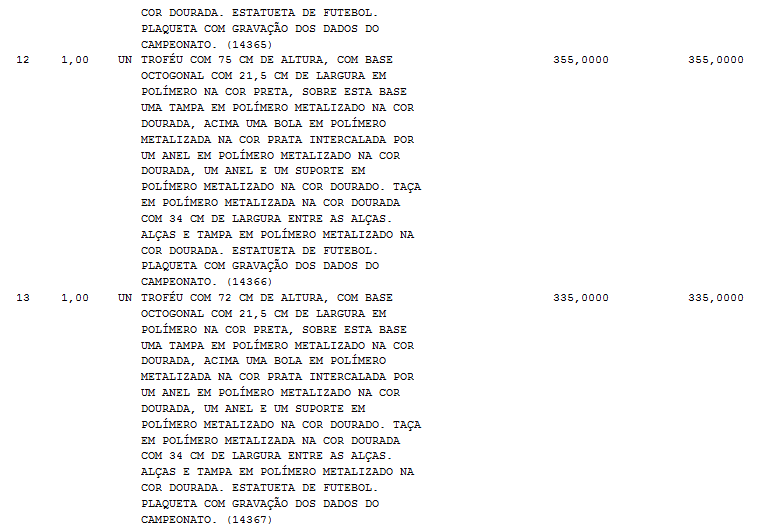 COR DOURADA. ESTATUETA DE FUTEBOL.
PLAQUETA COM GRAVAÇÃO DOS DADOS DO
CAMPEONATO. (14365)
12 1,00 UN TROFÉU COM 75 CM DE ALTURA, COM BASE 355,0000 355,0000
OCTOGONAL COM 21,5 CM DE LARGURA EM
POLÍMERO NA COR PRETA, SOBRE ESTA BASE
UMA TAMPA EM POLÍMERO METALIZADO NA COR
DOURADA, ACIMA UMA BOLA EM POLÍMERO
METALIZADA NA COR PRATA INTERCALADA POR
UM ANEL EM POLÍMERO METALIZADO NA COR
DOURADA, UM ANEL E UM SUPORTE EM
POLÍMERO METALIZADO NA COR DOURADO. TAÇA
EM POLÍMERO METALIZADA NA COR DOURADA
COM 34 CM DE LARGURA ENTRE AS ALÇAS.
ALÇAS E TAMPA EM POLÍMERO METALIZADO NA
COR DOURADA. ESTATUETA DE FUTEBOL.
PLAQUETA COM GRAVAÇÃO DOS DADOS DO
CAMPEONATO. (14366)
13 1,00 UN TROFÉU COM 72 CM DE ALTURA, COM BASE 335,0000 335,0000
OCTOGONAL COM 21,5 CM DE LARGURA EM
POLÍMERO NA COR PRETA, SOBRE ESTA BASE
UMA TAMPA EM POLÍMERO METALIZADO NA COR
DOURADA, ACIMA UMA BOLA EM POLÍMERO
METALIZADA NA COR PRATA INTERCALADA POR
UM ANEL EM POLÍMERO METALIZADO NA COR
DOURADA, UM ANEL E UM SUPORTE EM
POLÍMERO METALIZADO NA COR DOURADO. TAÇA
EM POLÍMERO METALIZADA NA COR DOURADA
COM 34 CM DE LARGURA ENTRE AS ALÇAS.
ALÇAS E TAMPA EM POLÍMERO METALIZADO NA
COR DOURADA. ESTATUETA DE FUTEBOL.
PLAQUETA COM GRAVAÇÃO DOS DADOS DO
CAMPEONATO. (14367)